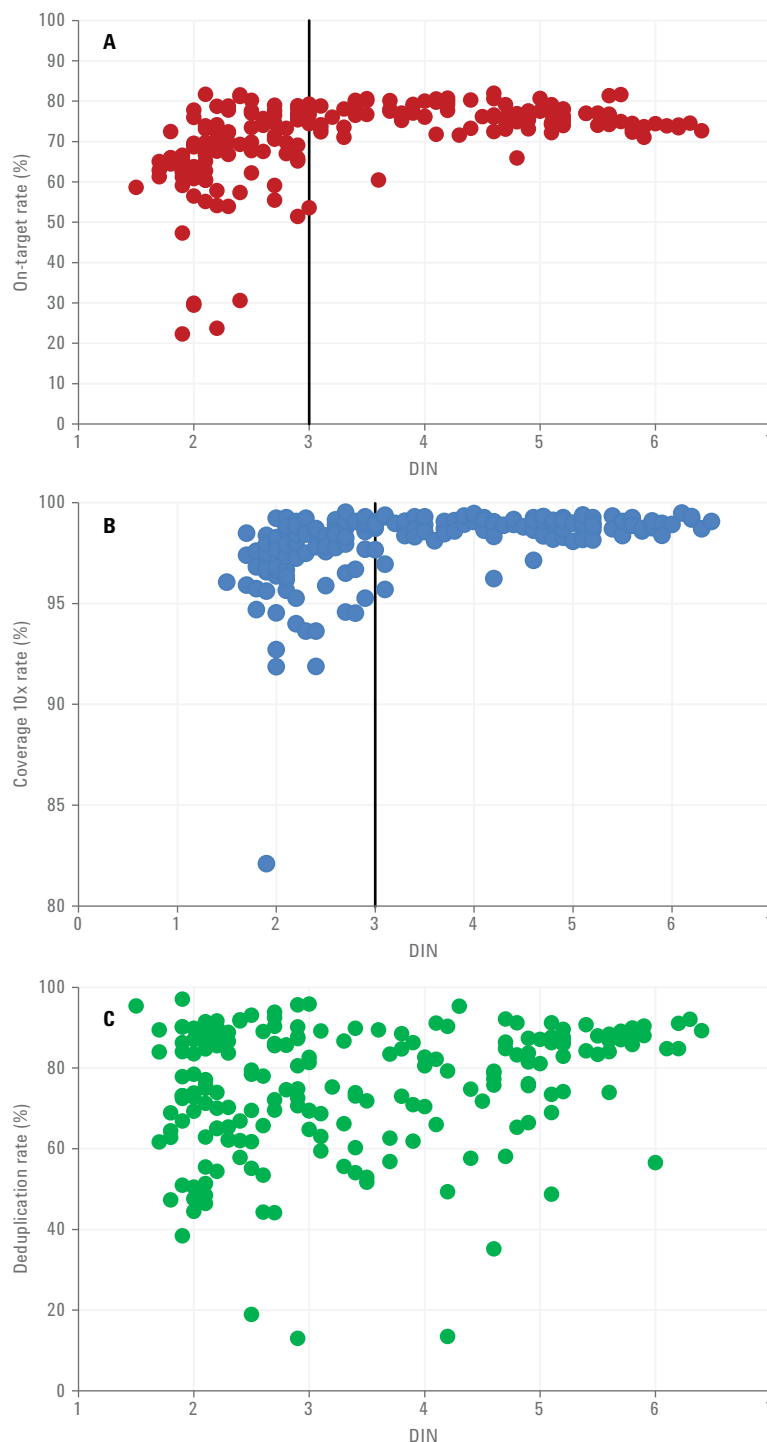 A
On-target rate (%)
100
90
80
70
60
50
40
30
20
10
0
1 2 3 4 5 6
DIN
B
Coverage 10x rate (%)
100
95
90
85
80
0 1 2 3 4 5 6
DIN
C
Deduplication rate (%)
100
80
60
40
20
0
1 2 3 4 5 6
DIN